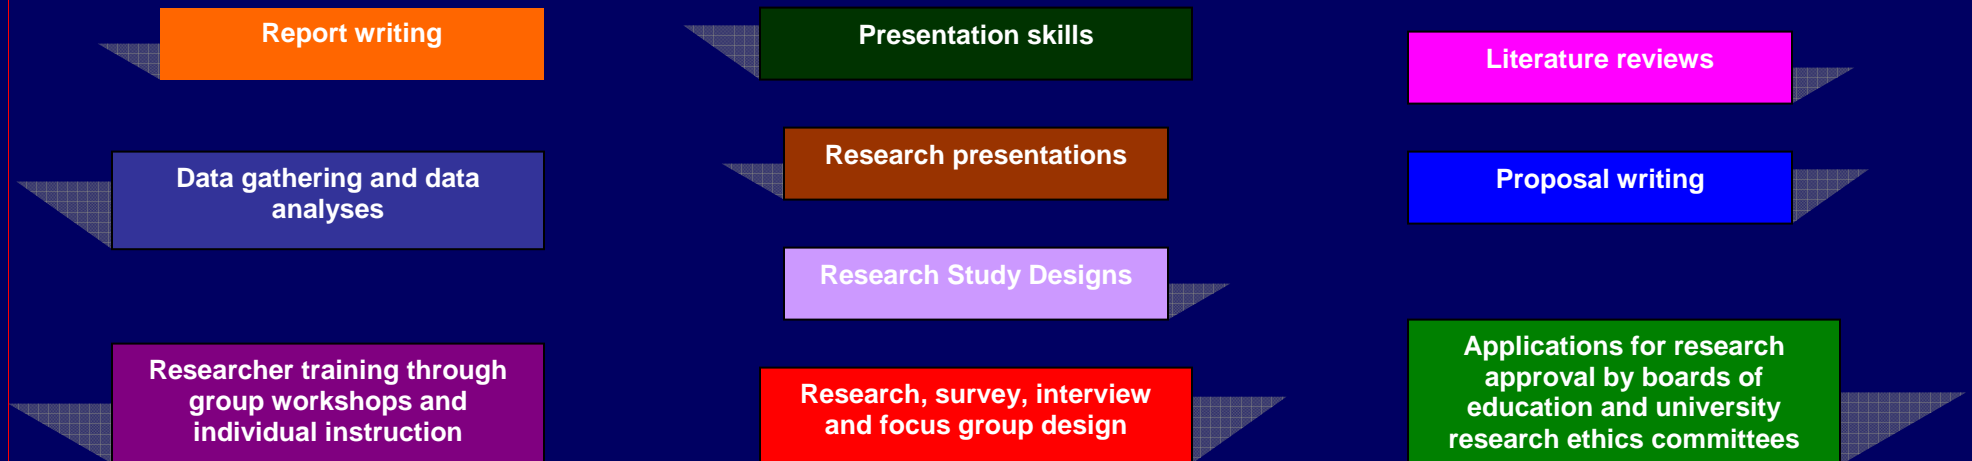 Report writing
Presentation skills
Literature reviews
Data gathering and data
analyses
Research presentations
Proposal writing
Research Study Designs
Researcher training through
group workshops and
individual instruction
Research, survey, interview
and focus group design
Applications for research
approval by boards of
education and university
research ethics committees